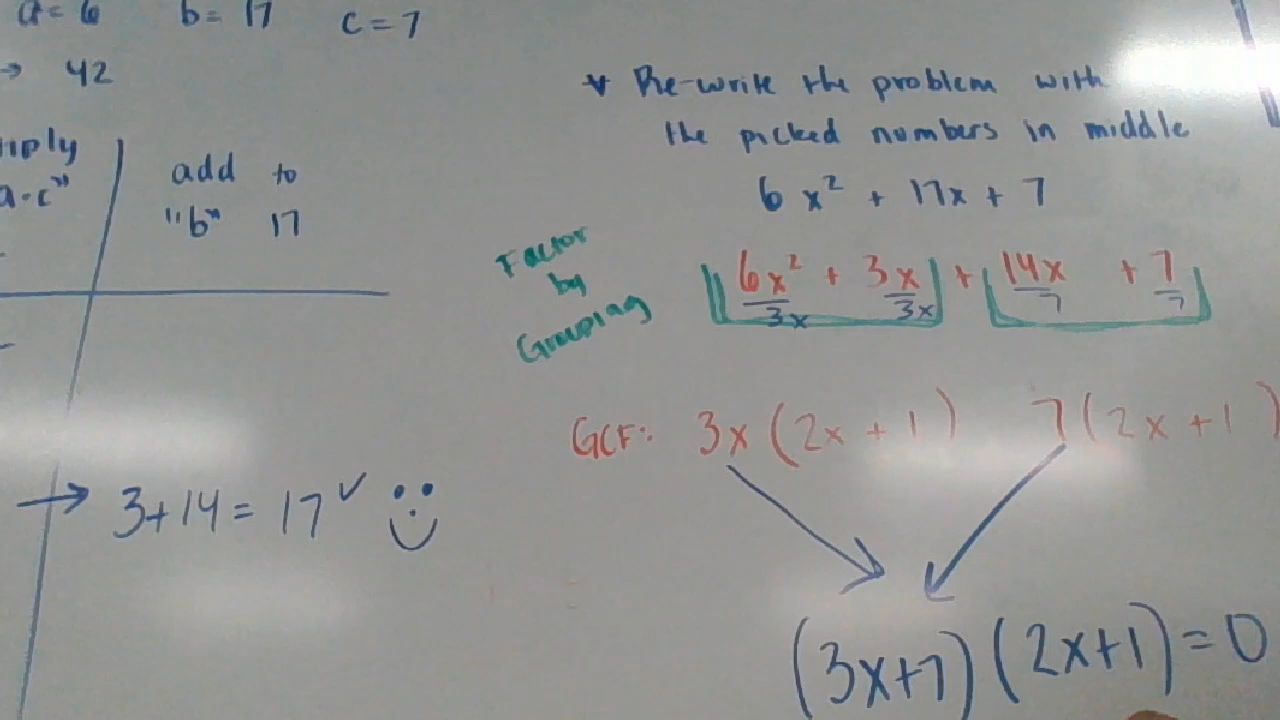 a = 6 b = 17 c = 7
→ 42
add to
"b" 17
3+14 = 17 ✓
* Re-write the problem with
the picked numbers in middle
6x² + 17x + 7
Factor
by
Grouping
6x² + 3x + 14x + 7
3x 3x 7 7
GCF: 3x(2x + 1) 7(2x + 1)
(3x+7)(2x+1)=0